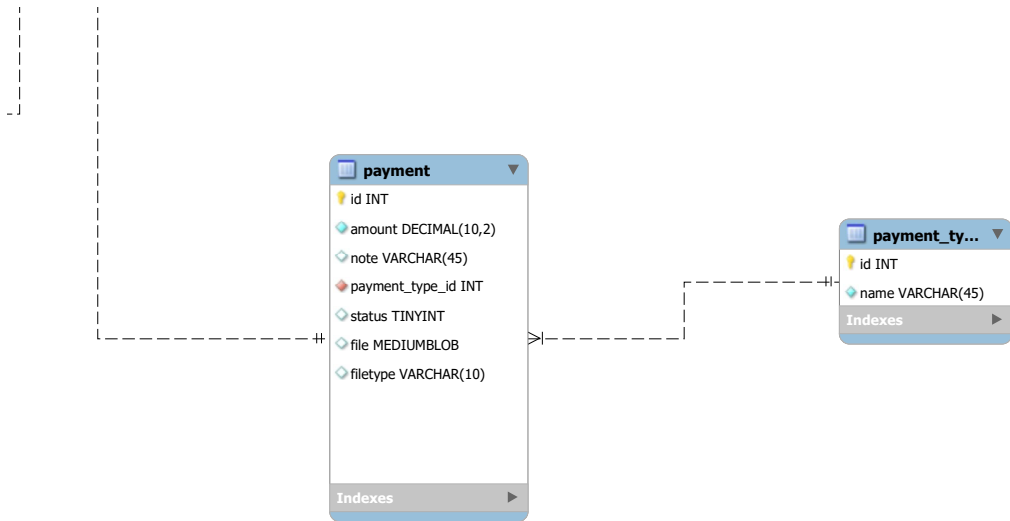 payment
id INT
amount DECIMAL(10,2)
note VARCHAR(45)
payment_type_id INT
status TINYINT
file MEDIUMBLOB
filetype VARCHAR(10)
Indexes
payment_ty...
id INT
name VARCHAR(45)
Indexes